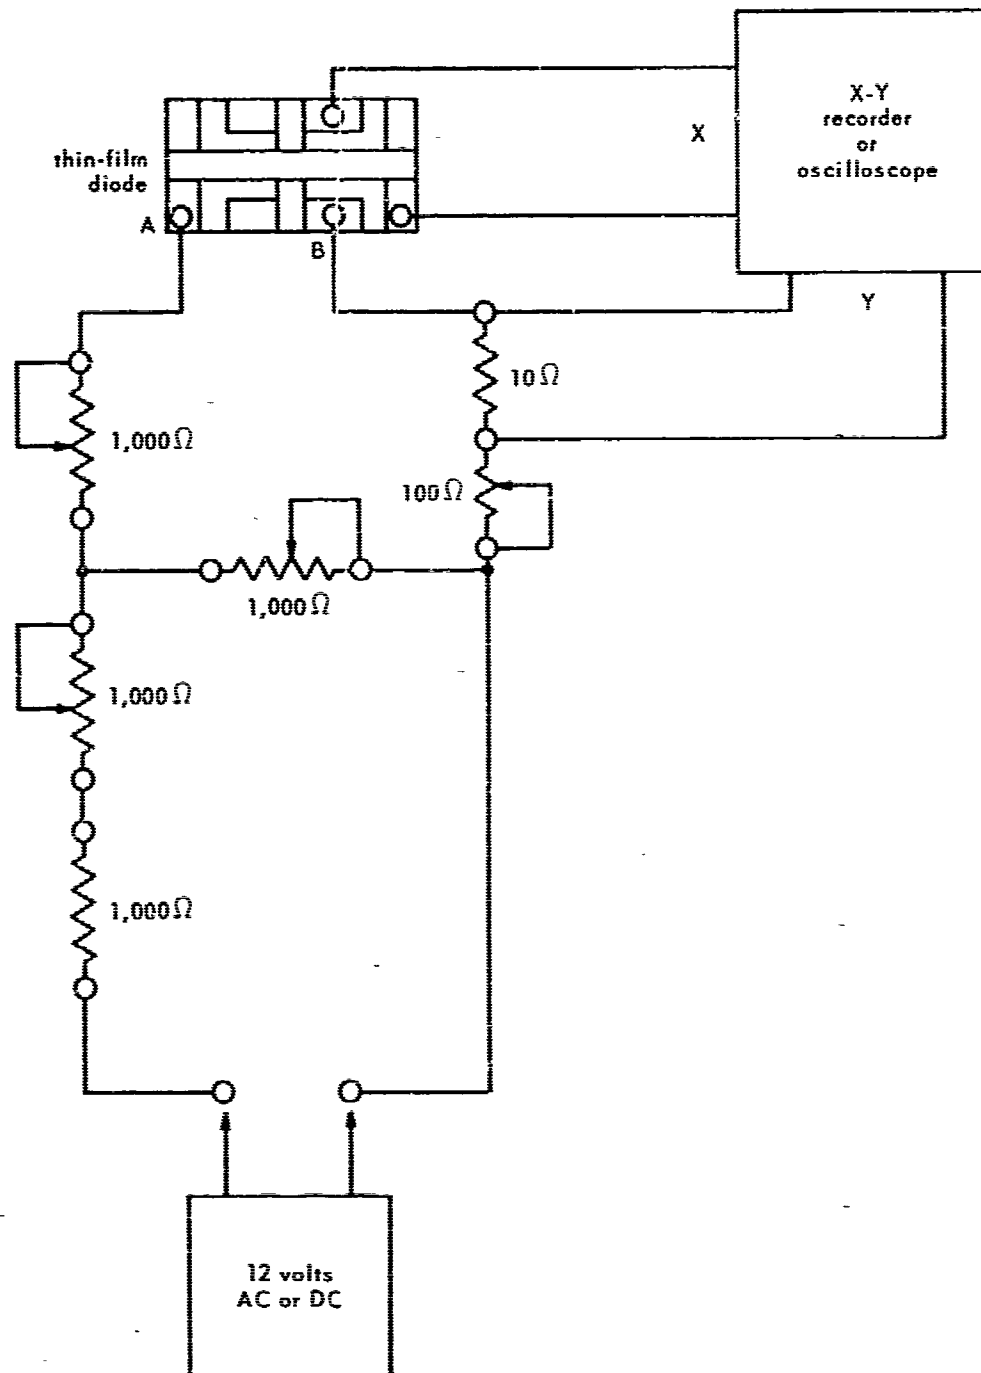 X-Y
recorder
or
oscilloscope
X
thin-film
diode
A
B
Y
10Ω
1,000Ω
100Ω
1,000Ω
1,000Ω
1,000Ω
12 volts
AC or DC